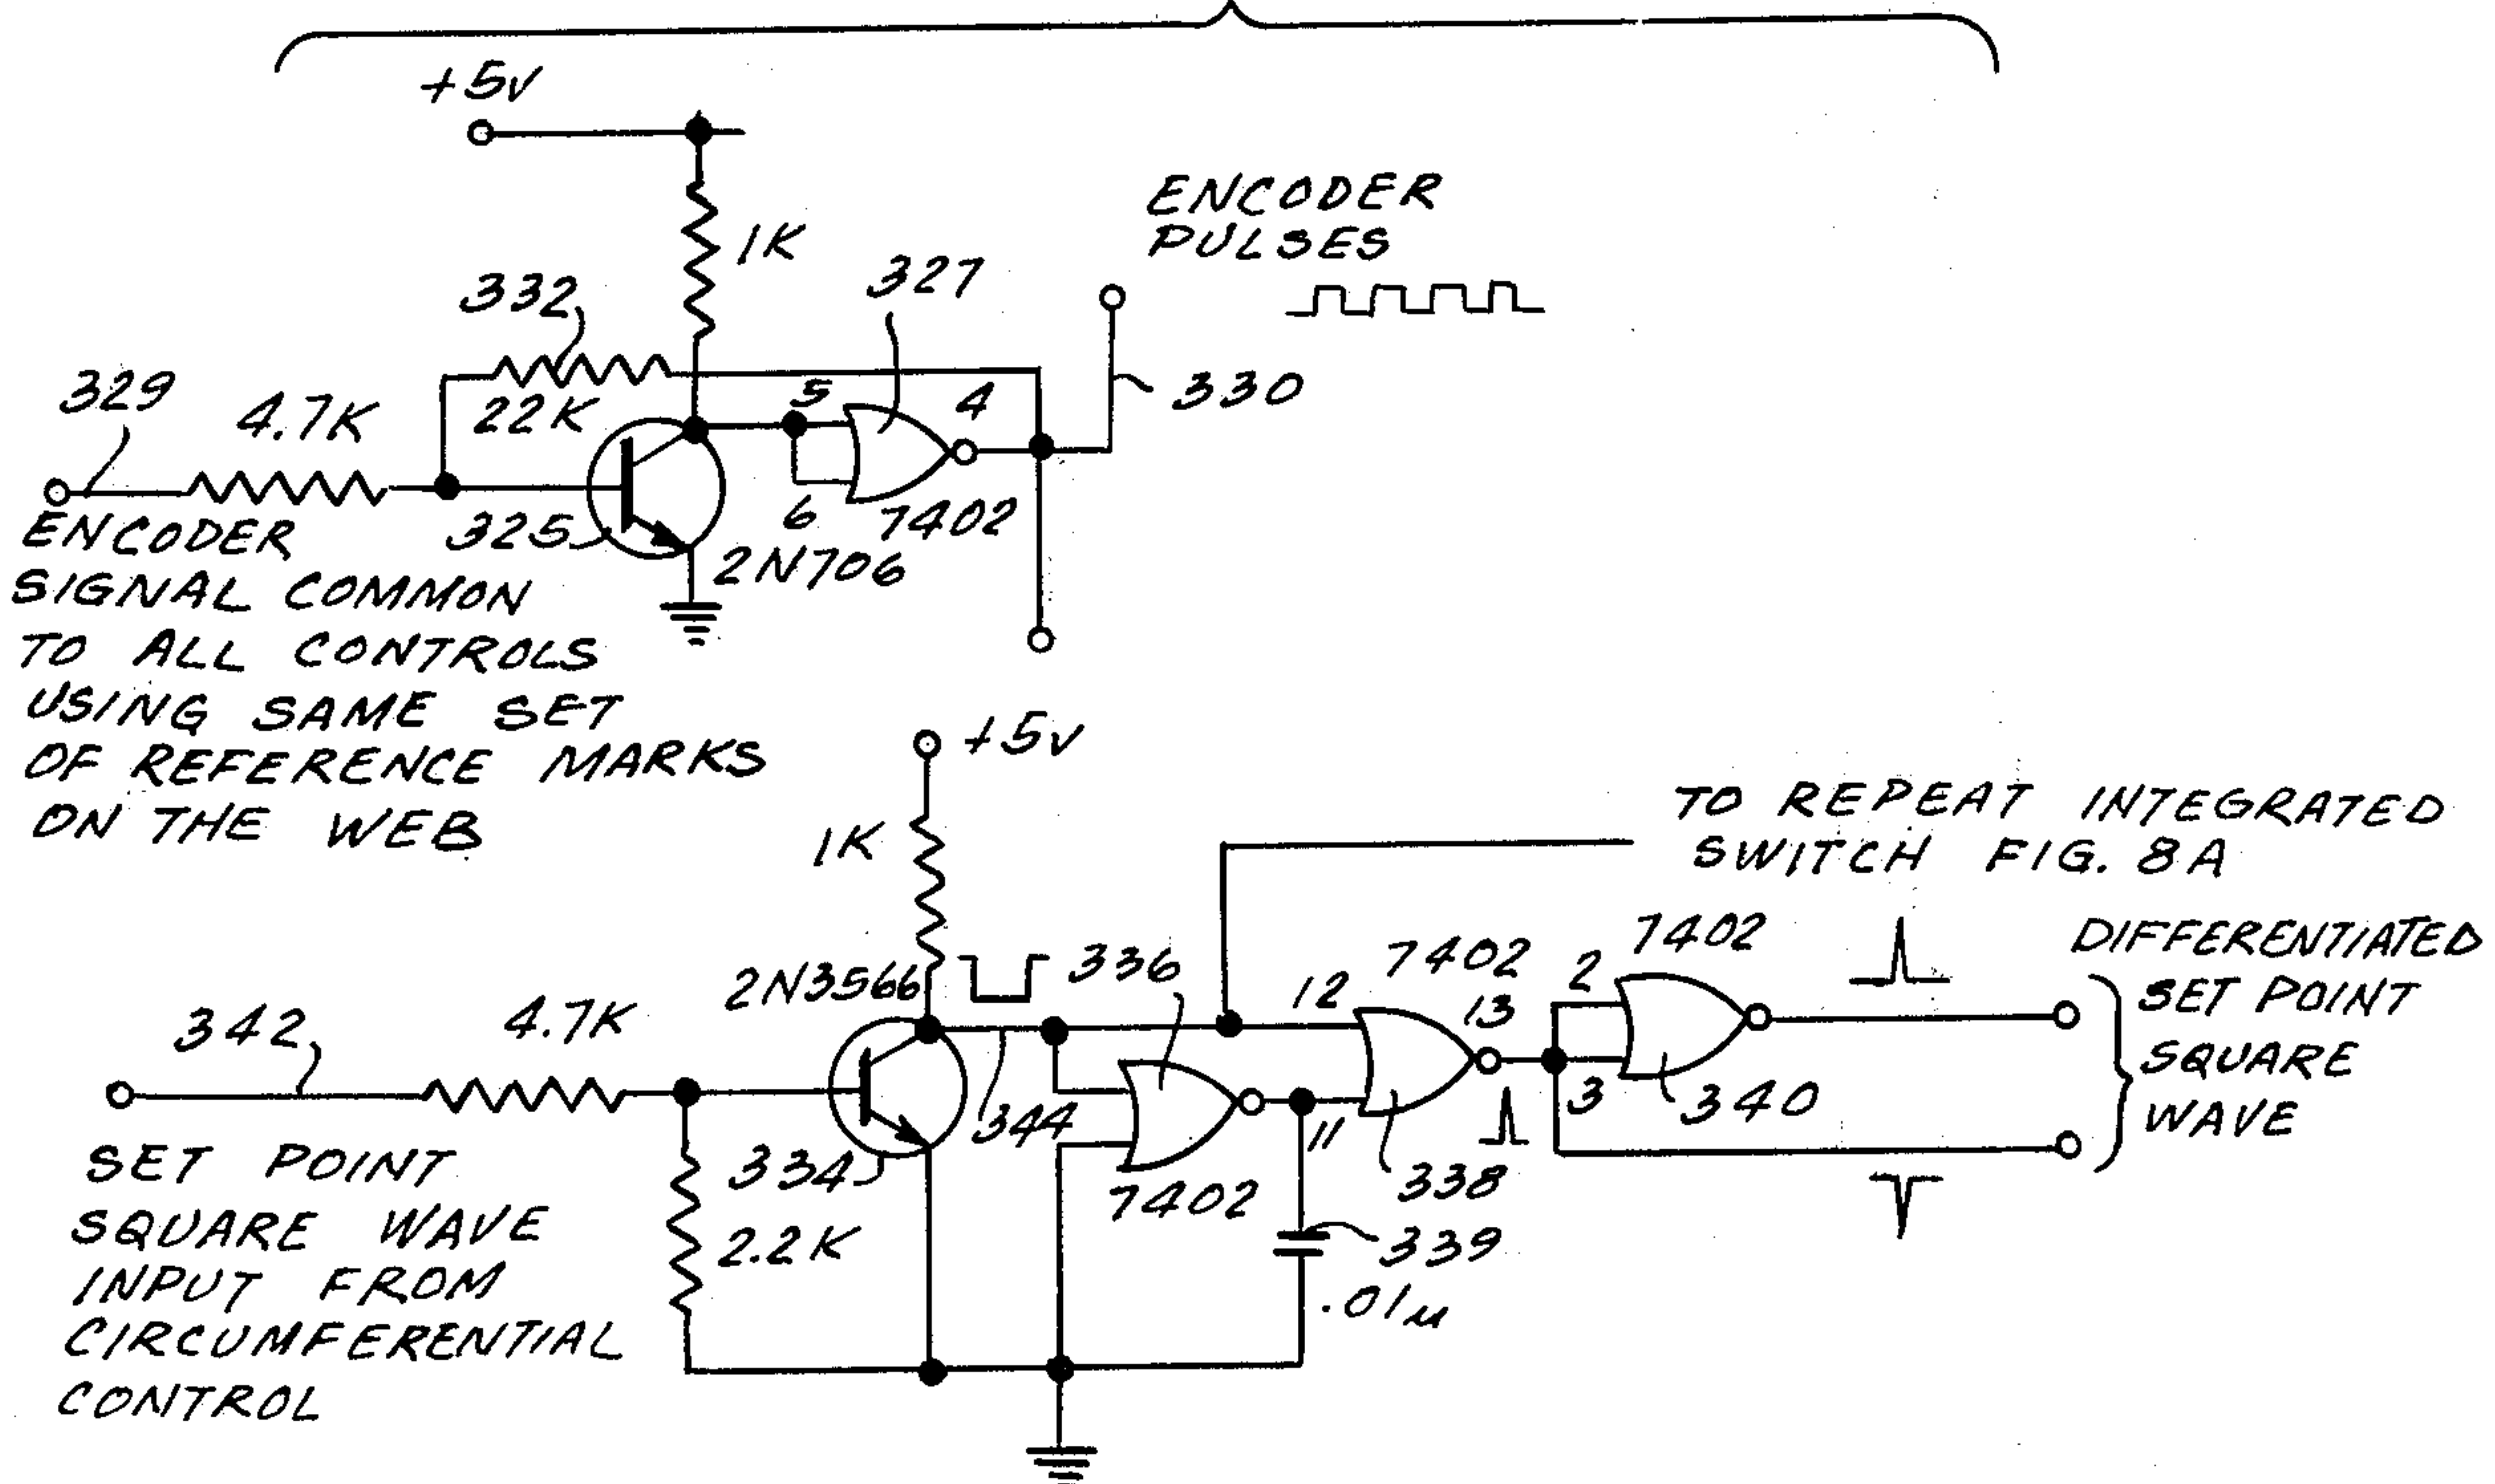 +5V
1K
ENCODER
PULSES
332
327
329
4.7K
22K
5
4
330
325
6
7402
2N706
ENCODER
SIGNAL COMMON
TO ALL CONTROLS
USING SAME SET
OF REFERENCE MARKS
ON THE WEB
+5V
1K
TO REPEAT INTEGRATED
SWITCH FIG. 8A
2N3566
336
12
7402
13
2
7402
DIFFERENTIATED
SET POINT
SQUARE
WAVE
342
4.7K
344
11
3
340
334
7402
338
SET POINT
SQUARE WAVE
INPUT FROM
CIRCUMFERENTIAL
CONTROL
2.2K
339
.01µ